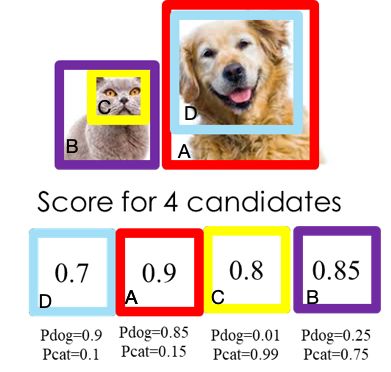 C
D
B
A
Score for 4 candidates
0.7 0.9 0.8 0.85
D A C B
Pdog=0.9 Pdog=0.85 Pdog=0.01 Pdog=0.25
Pcat=0.1 Pcat=0.15 Pcat=0.99 Pcat=0.75